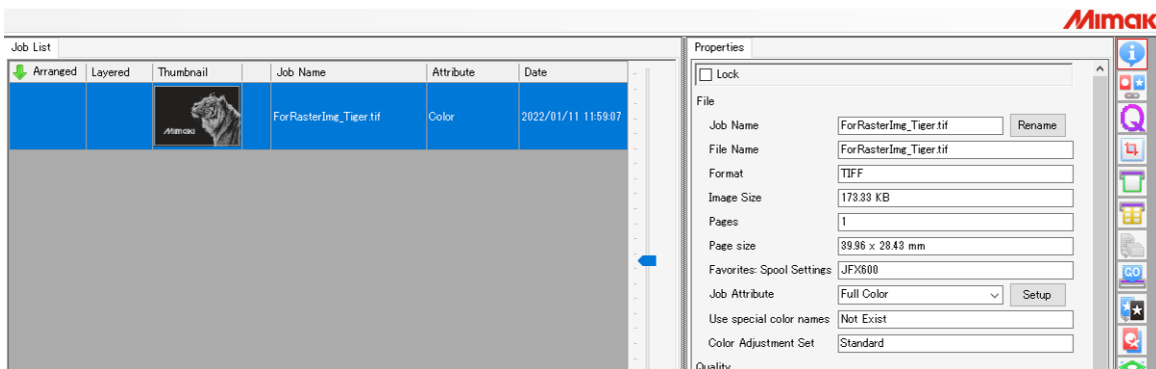 Mimak
Job List
Properties
Arranged Layered Thumbnail Job Name Attribute Date
Lock
Mimaki
ForRasterImg_Tiger.tif Color 2022/01/11 11:59:07
File
Job Name ForRasterImg_Tiger.tif Rename
File Name ForRasterImg_Tiger.tif
Format TIFF
Image Size 173.33 KB
Pages 1
Page size 39.96 x 28.43 mm
Favorites: Spool Settings JFX600
Job Attribute Full Color Setup
Use special color names Not Exist
Color Adjustment Set Standard
Quality
GO